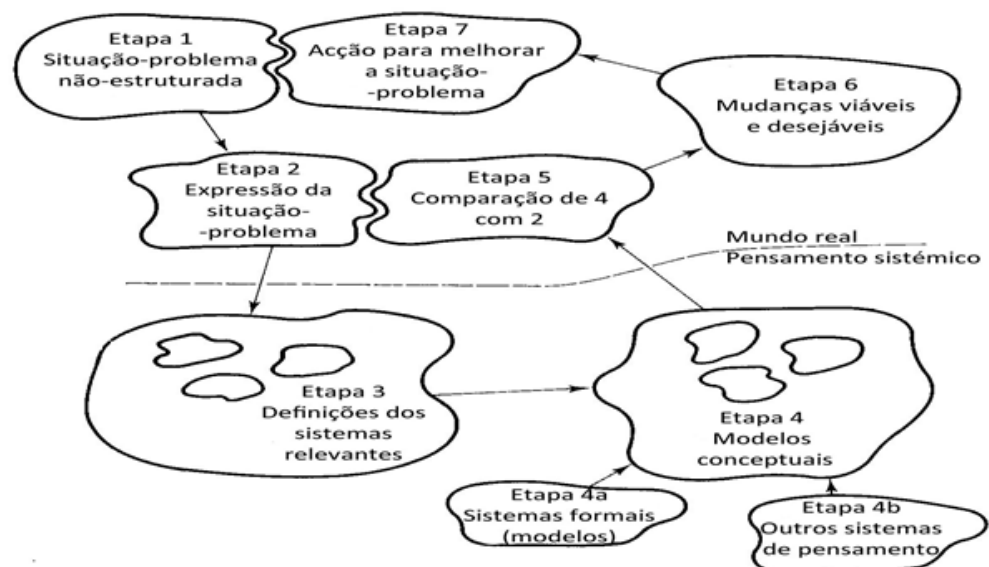 Etapa 1
Situação-problema
não-estruturada
Etapa 7
Acção para melhorar
a situação-
-problema
Etapa 6
Mudanças viáveis
e desejáveis
Etapa 2
Expressão da
situação-
-problema
Etapa 5
Comparação de 4
com 2
Mundo real
Pensamento sistémico
Etapa 3
Definições dos
sistemas
relevantes
Etapa 4
Modelos
conceptuais
Etapa 4a
Sistemas formais
(modelos)
Etapa 4b
Outros sistemas
de pensamento